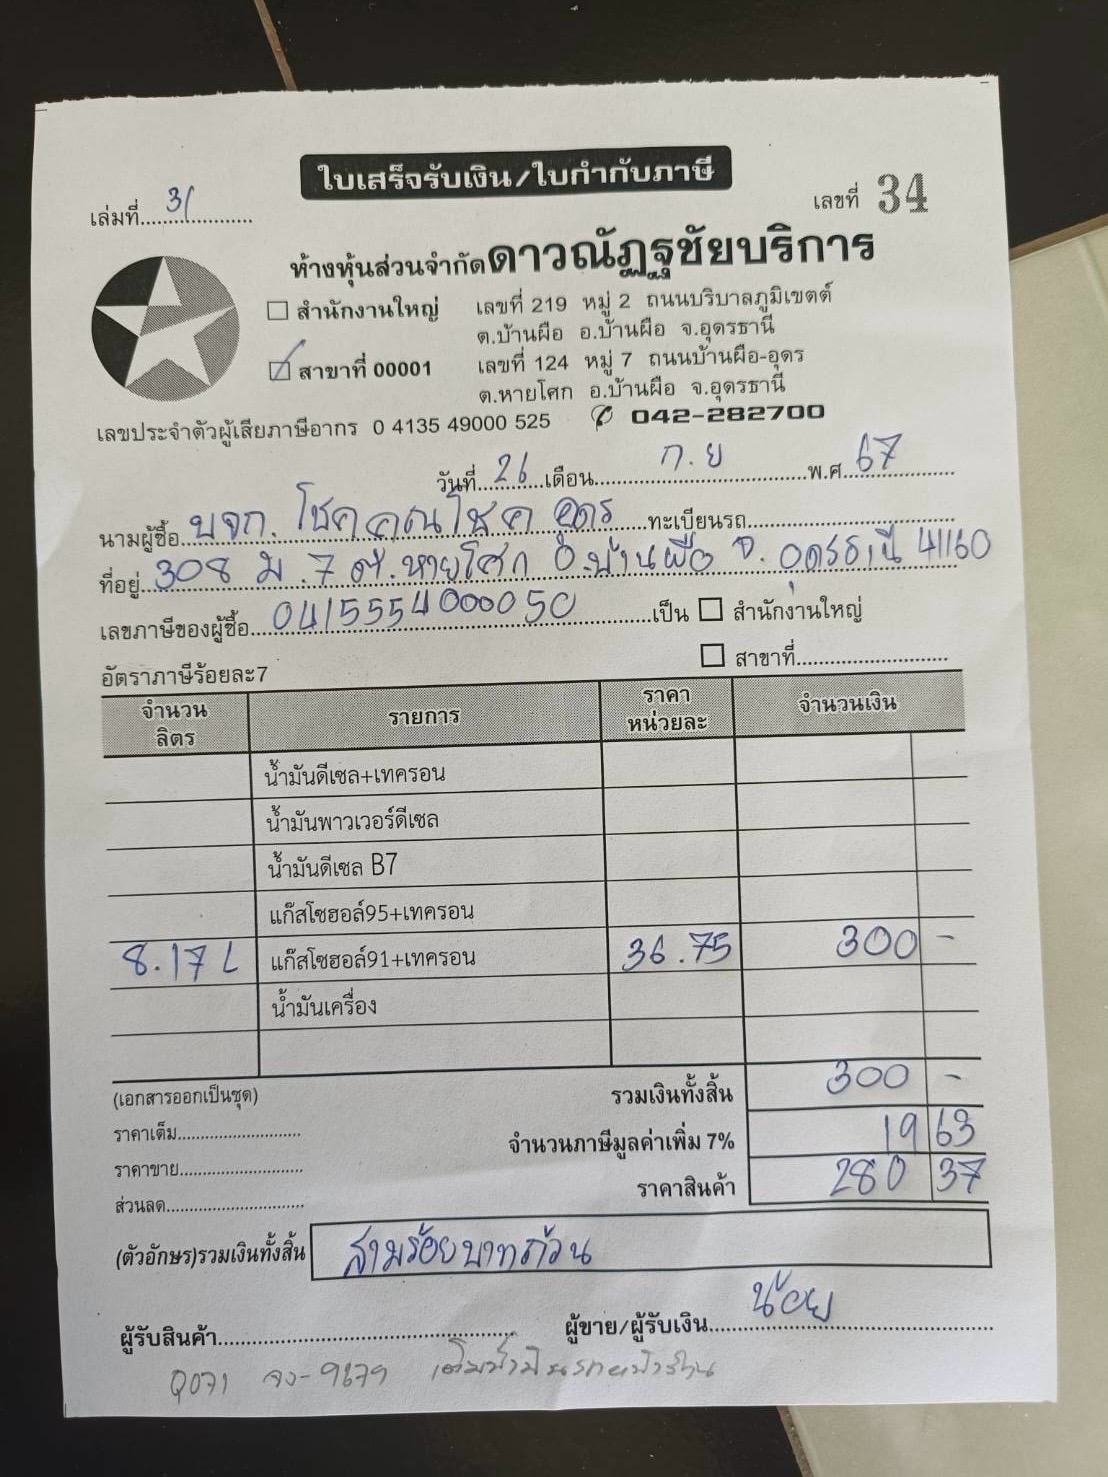 ใบเสร็จรับเงิน/ใบกำกับภาษี
เล่มที่ 31
เลขที่ 34
ห้างหุ้นส่วนจำกัดดาวณัฏฐชัยบริการ
สำนักงานใหญ่ เลขที่ 219 หมู่ 2 ถนนบริบาลภูมิเขตต์
ต.บ้านผือ อ.บ้านผือ จ.อุดรธานี
สาขาที่ 00001 เลขที่ 124 หมู่ 7 ถนนบ้านผือ-อุดร
ต.หายโศก อ.บ้านผือ จ.อุดรธานี
เลขประจำตัวผู้เสียภาษีอากร 0 4135 49000 525 042-282700
วันที่ 26 เดือน ก.ย พ.ศ. 67
นามผู้ซื้อ บจก. โชคคูณโชค อุดร ทะเบียนรถ
ที่อยู่ 308 ม.7 ต.หายโศก อ.บ้านผือ จ.อุดรธานี 41160
เลขภาษีของผู้ซื้อ 0415554000050 เป็น สำนักงานใหญ่
อัตราภาษีร้อยละ7 สาขาที่
จำนวนลิตร รายการ ราคาหน่วยละ จำนวนเงิน
น้ำมันดีเซล+เทครอน
น้ำมันพาวเวอร์ดีเซล
น้ำมันดีเซล B7
แก๊สโซฮอล์95+เทครอน
8.17 L แก๊สโซฮอล์91+เทครอน 36.75 300 -
น้ำมันเครื่อง
(เอกสารออกเป็นชุด) รวมเงินทั้งสิ้น 300 -
ราคาเต็ม จำนวนภาษีมูลค่าเพิ่ม 7% 19 63
ราคาขาย ราคาสินค้า 280 37
ส่วนลด
(ตัวอักษร)รวมเงินทั้งสิ้น สามร้อยบาทถ้วน
ผู้รับสินค้า ผู้ขาย/ผู้รับเงิน น้อย
Q071 จง-9679